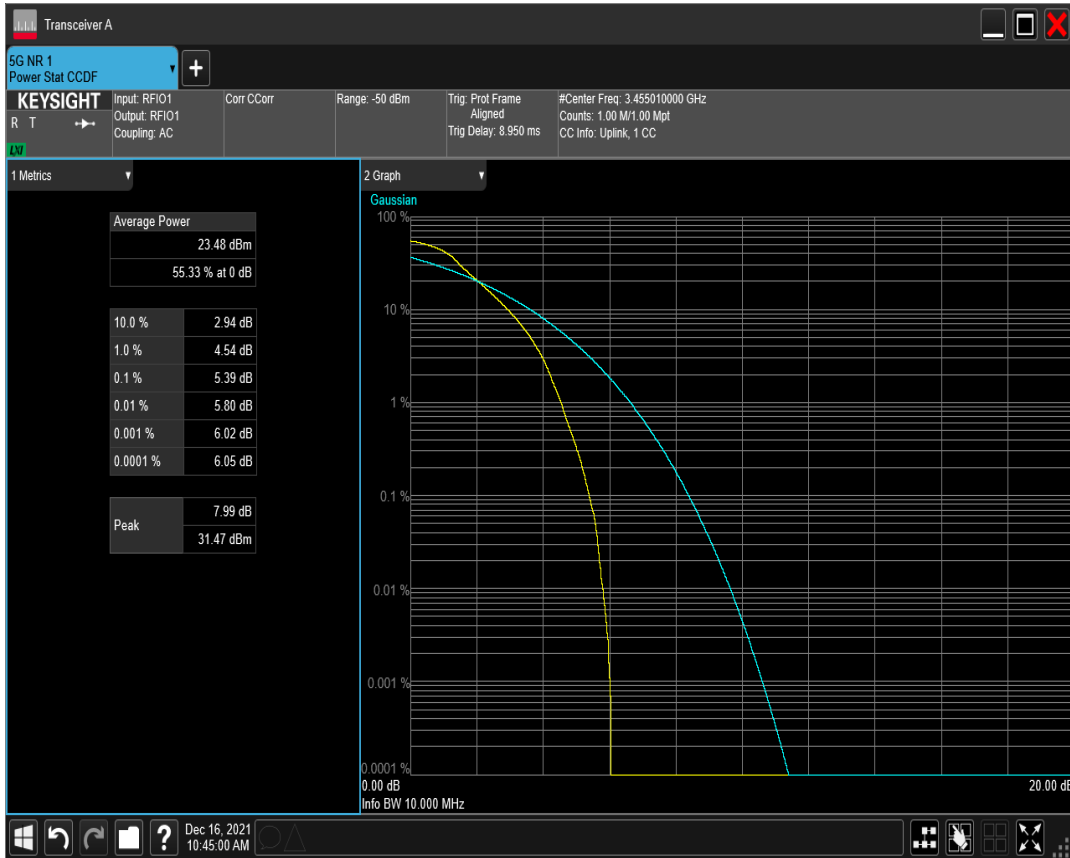 Transceiver A
5G NR 1
Power Stat CCDF
+
KEYSIGHT
R T
LXI
Input: RFIO1
Output: RFIO1
Coupling: AC
Corr CCorr
Range: -50 dBm
Trig: Prot Frame
Aligned
Trig Delay: 8.950 ms
#Center Freq: 3.455010000 GHz
Counts: 1.00 M/1.00 Mpt
CC Info: Uplink, 1 CC
1 Metrics
Average Power
23.48 dBm
55.33 % at 0 dB
10.0 % 2.94 dB
1.0 % 4.54 dB
0.1 % 5.39 dB
0.01 % 5.80 dB
0.001 % 6.02 dB
0.0001 % 6.05 dB
Peak
7.99 dB
31.47 dBm
2 Graph
Gaussian
100 %
10 %
1 %
0.1 %
0.01 %
0.001 %
0.0001 %
0.00 dB 20.00 dB
Info BW 10.000 MHz
?
Dec 16, 2021
10:45:00 AM